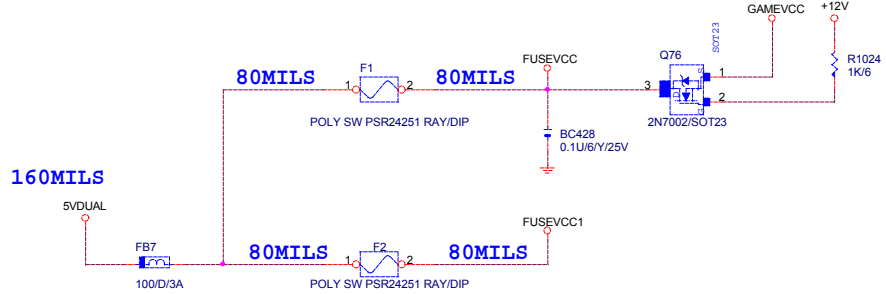 GAMEVCC
+12V
SOT23
FUSEVCC
Q76
F1
80MILS
80MILS
1
2
3
1
2
R1024
1K/6
POLY SW PSR24251 RAY/DIP
2N7002/SOT23
BC428
0.1U/6/Y/25V
160MILS
5VDUAL
FUSEVCC1
FB7
80MILS
F2
80MILS
1
2
100/D/3A
POLY SW PSR24251 RAY/DIP